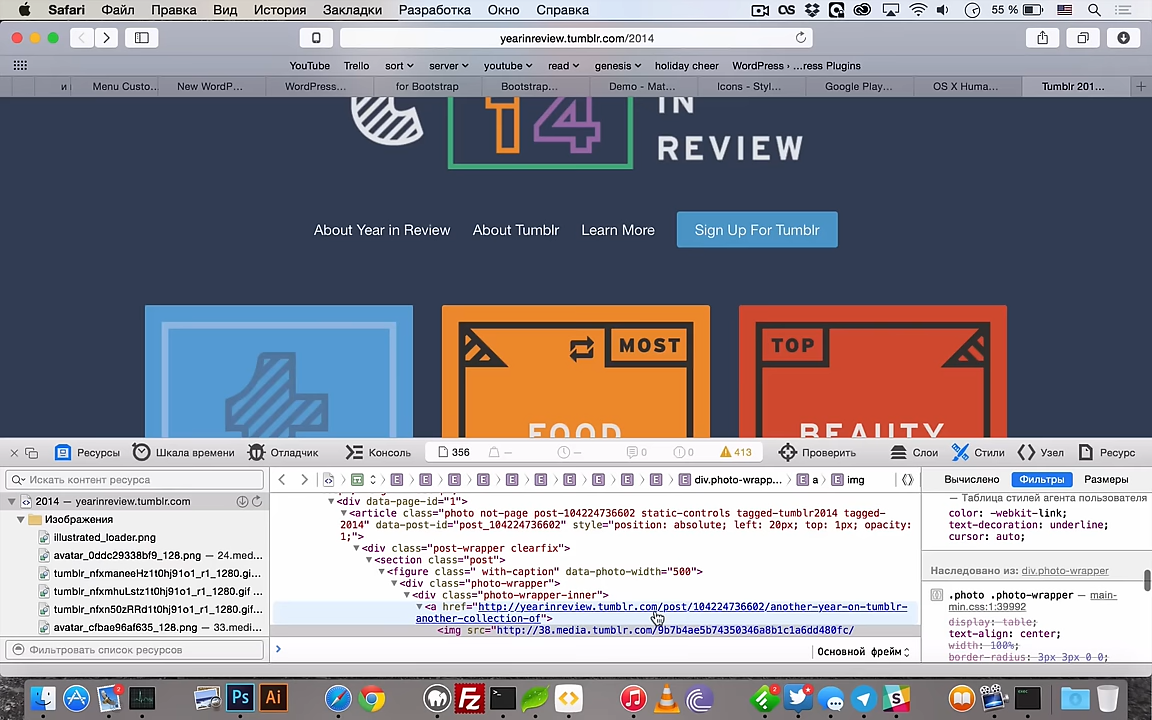 Safari Файл Правка Вид История Закладки Разработка Окно Справка 55 %
yearinreview.tumblr.com/2014
YouTube Trello sort server youtube read genesis holiday cheer WordPress › ...ress Plugins
и Menu Custo... New WordP... WordPress... for Bootstrap Bootstrap... Demo - Mat... Icons - Styl... Google Play... OS X Huma... Tumblr 201...
14 IN
REVIEW
About Year in Review About Tumblr Learn More Sign Up For Tumblr
MOST TOP
FOOD BEAUTY
Ресурсы Шкала времени Отладчик Консоль 356 — — 0 0 413 Проверить Слои Стили Узел Ресурс
Искать контент ресурса div.photo-wrapp... a img Вычислено Фильтры Размеры
2014 — yearinreview.tumblr.com
Изображения
illustrated_loader.png
avatar_0ddc29338bf9_128.png — 24.med...
tumblr_nfxmaneeHz1t0hj91o1_r1_1280.gi...
tumblr_nfxmhuLstz1t0hj91o1_r1_1280.gif ...
tumblr_nfxn50zRRd1t0hj91o1_r1_1280.gi...
avatar_cfbae96af635_128.png — 33.medi...
Фильтровать список ресурсов
<div data-page-id="1">
<article class="photo not-page post-104224736602 static-controls tagged-tumblr2014 tagged-
2014" data-post-id="post_104224736602" style="position: absolute; left: 20px; top: 1px; opacity:
1;">
<div class="post-wrapper clearfix">
<section class="post">
<figure class=" with-caption" data-photo-width="500">
<div class="photo-wrapper">
<div class="photo-wrapper-inner">
<a href="http://yearinreview.tumblr.com/post/104224736602/another-year-on-tumblr-
another-collection-of">
<img src="http://38.media.tumblr.com/9b7b4ae5b74350346a8b1c1a6dd480fc/
Основной фрейм
— Таблица стилей агента пользователя
color: -webkit-link;
text-decoration: underline;
cursor: auto;
Наследовано из: div.photo-wrapper
.photo .photo-wrapper — main-
min.css:1:39992
display: table;
text-align: center;
width: 100%;
border-radius: 3px 3px 0 0;
Ps Ai Fz